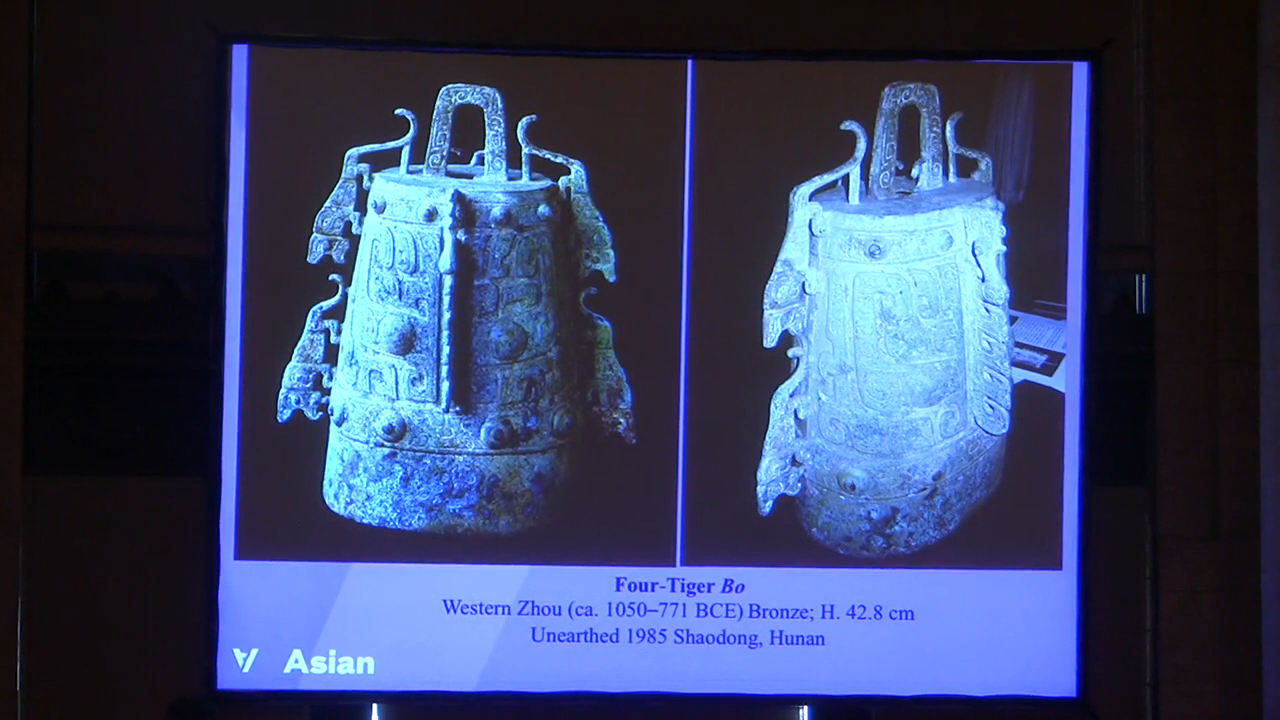 Four-Tiger Bo
Western Zhou (ca. 1050–771 BCE) Bronze; H. 42.8 cm
Unearthed 1985 Shaodong, Hunan
Asian